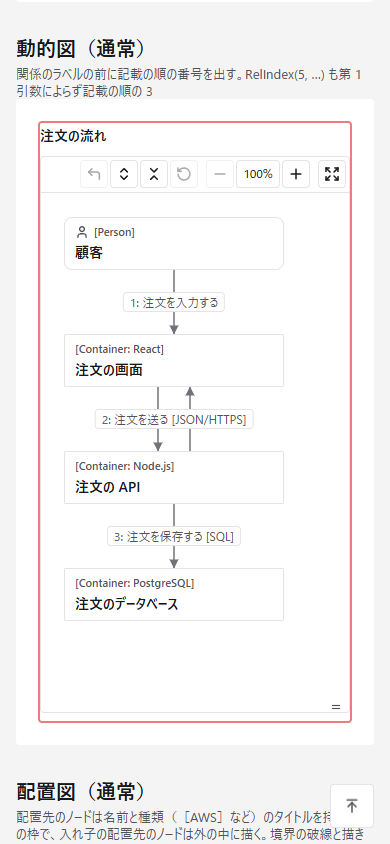 動的図（通常）
関係のラベルの前に記載の順の番号を出す。RelIndex(5, ...) も第 1
引数によらず記載の順の 3
注文の流れ
100%
[Person]
顧客
1: 注文を入力する
[Container: React]
注文の画面
2: 注文を送る [JSON/HTTPS]
[Container: Node.js]
注文の API
3: 注文を保存する [SQL]
[Container: PostgreSQL]
注文のデータベース
配置図（通常）
配置先のノードは名前と種類（［AWS］など）のタイトルを
の枠で、入れ子の配置先のノードは外の中に描く。境界の破線と描き